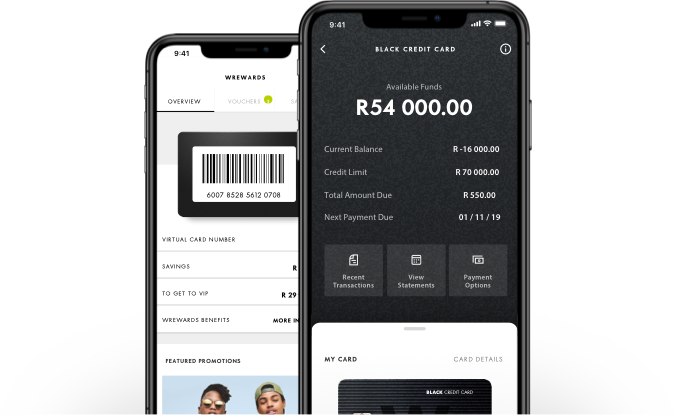 9:41
WREWARDS
OVERVIEW VOUCHERS
6007 8528 5612 0708
VIRTUAL CARD NUMBER
SAVINGS R
TO GET TO VIP R 29
WREWARDS BENEFITS MORE IN
FEATURED PROMOTIONS
9:41
BLACK CREDIT CARD
Available Funds
R54 000.00
Current Balance R -16 000.00
Credit Limit R 70 000.00
Total Amount Due R 550.00
Next Payment Due 01 / 11 / 19
Recent
Transactions
View
Statements
Payment
Options
MY CARD CARD DETAILS
BLACK CREDIT CARD